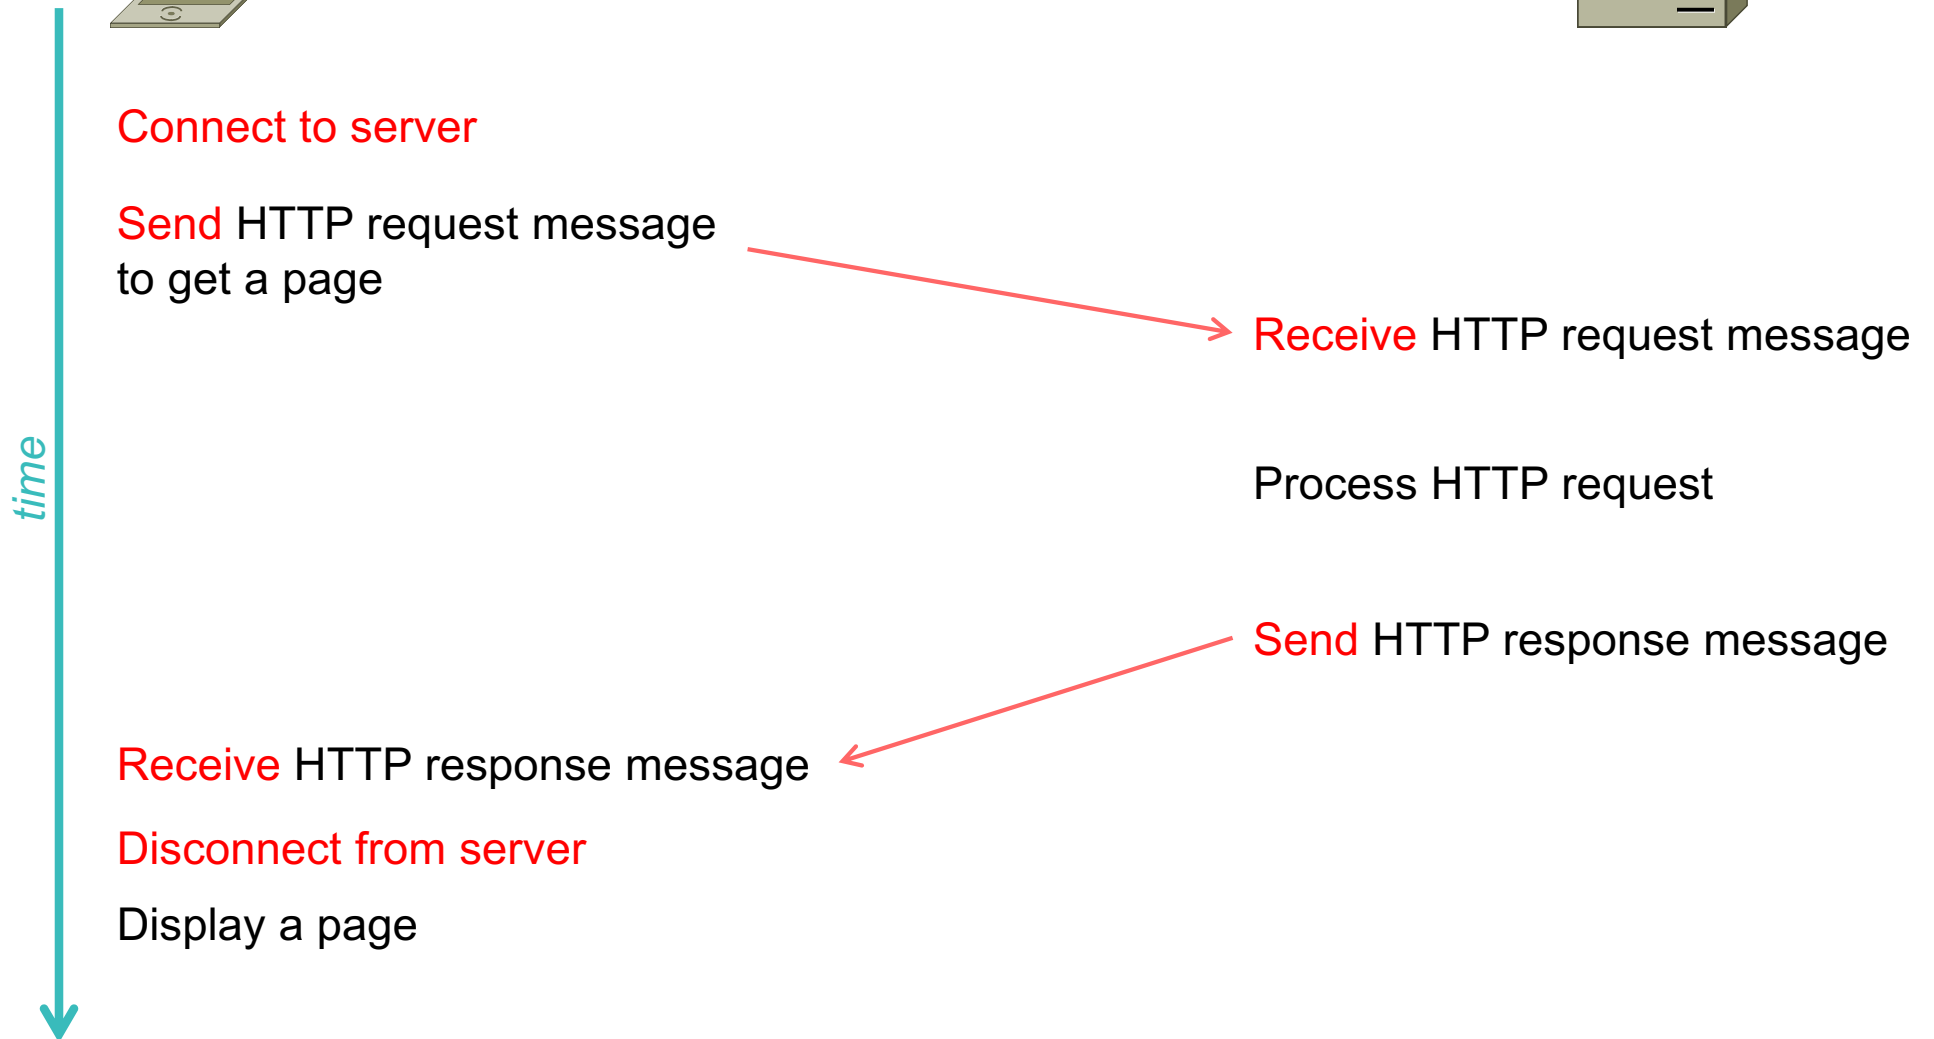 Connect to server
Send HTTP request message
to get a page
Receive HTTP request message
time
Process HTTP request
Send HTTP response message
Receive HTTP response message
Disconnect from server
Display a page